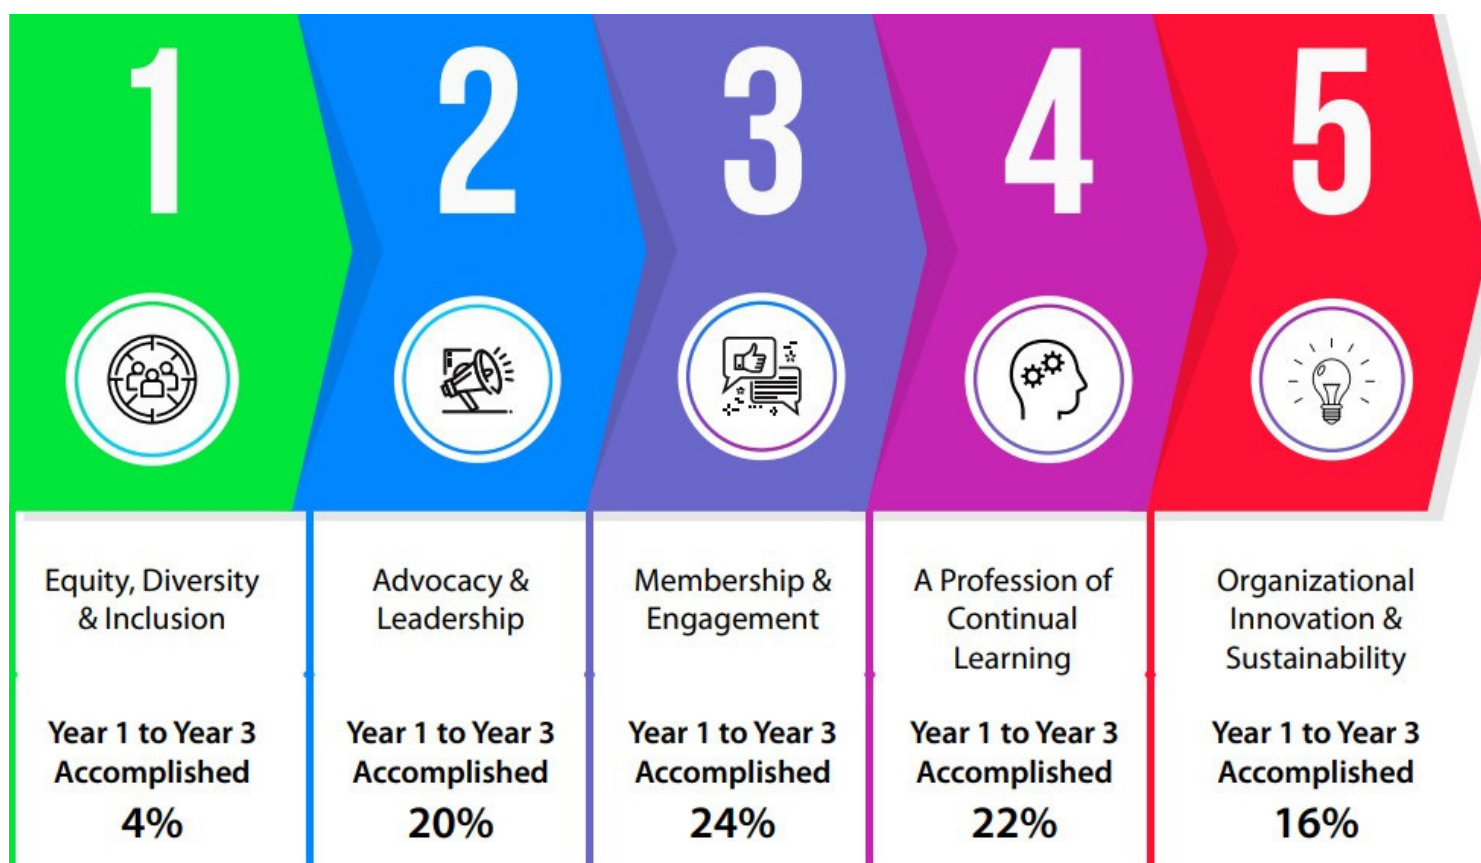 1
2
3
4
5
Equity, Diversity
& Inclusion
Year 1 to Year 3
Accomplished
4%
Advocacy &
Leadership
Year 1 to Year 3
Accomplished
20%
Membership &
Engagement
Year 1 to Year 3
Accomplished
24%
A Profession of
Continual
Learning
Year 1 to Year 3
Accomplished
22%
Organizational
Innovation &
Sustainability
Year 1 to Year 3
Accomplished
16%